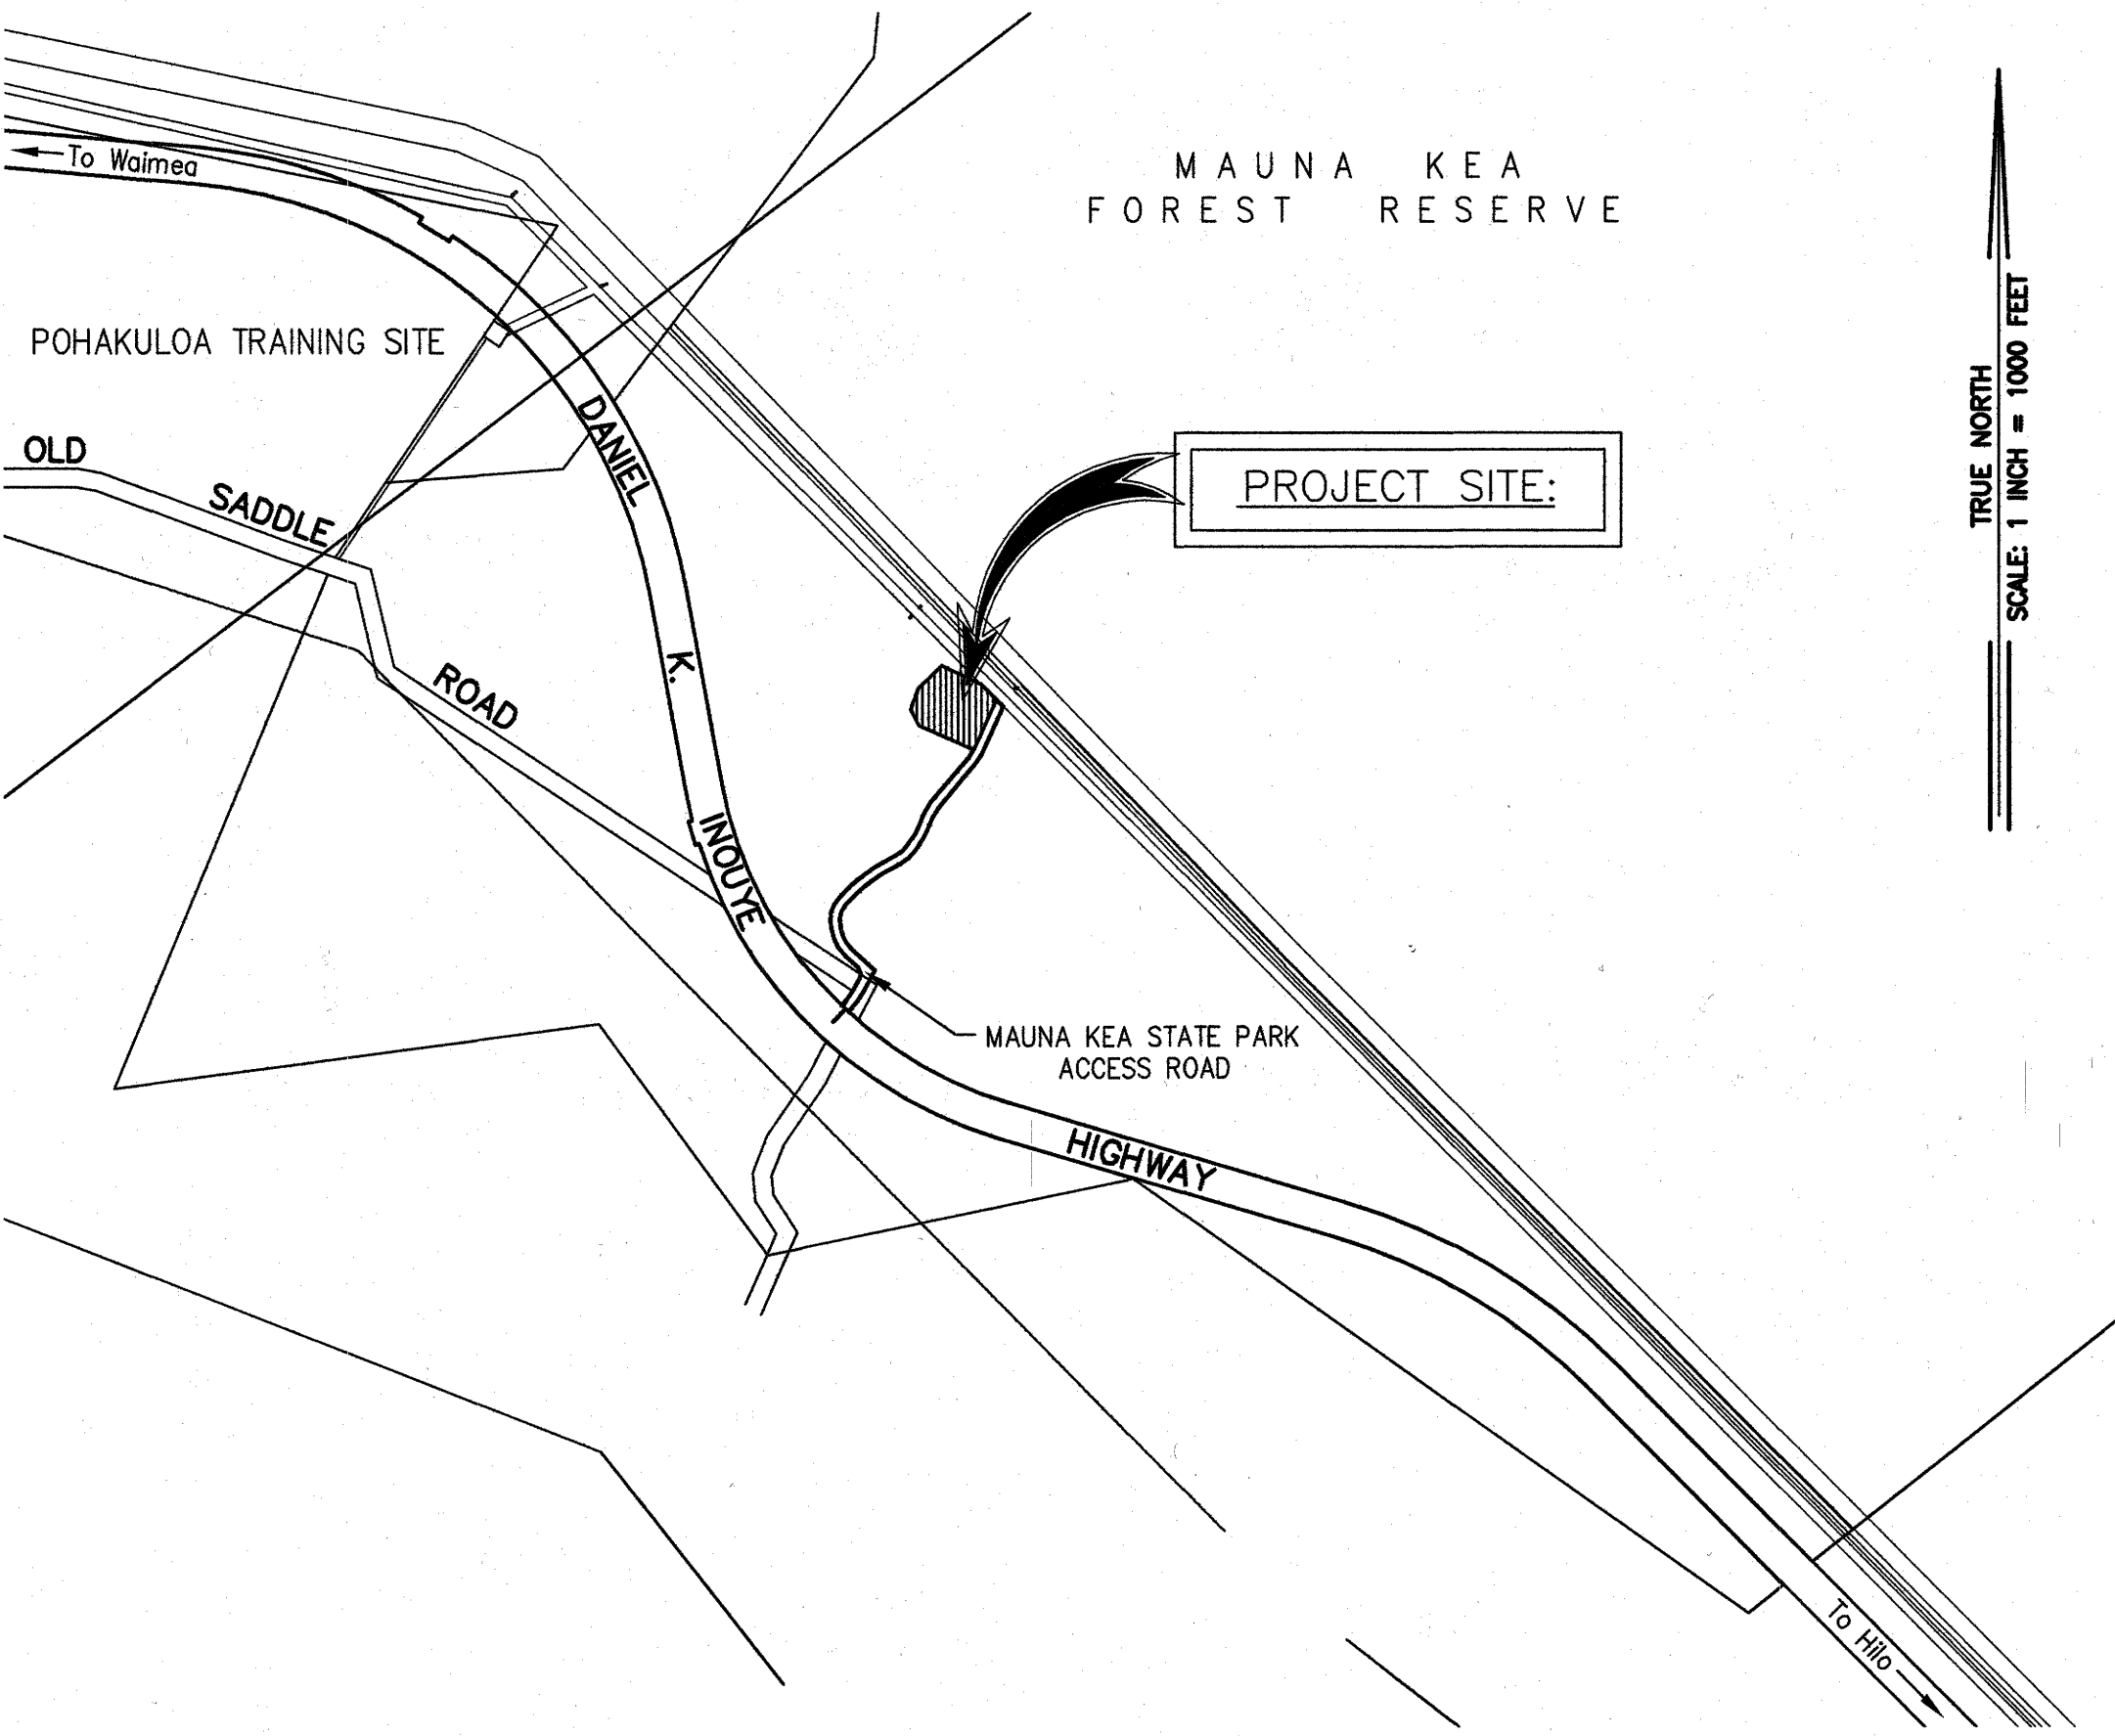 To Waimea
MAUNA KEA
FOREST RESERVE
POHAKULOA TRAINING SITE
TRUE NORTH
SCALE: 1 INCH = 1000 FEET
OLD
SADDLE
ROAD
DANIEL
K.
INOUYE
HIGHWAY
PROJECT SITE:
MAUNA KEA STATE PARK
ACCESS ROAD
To Hilo